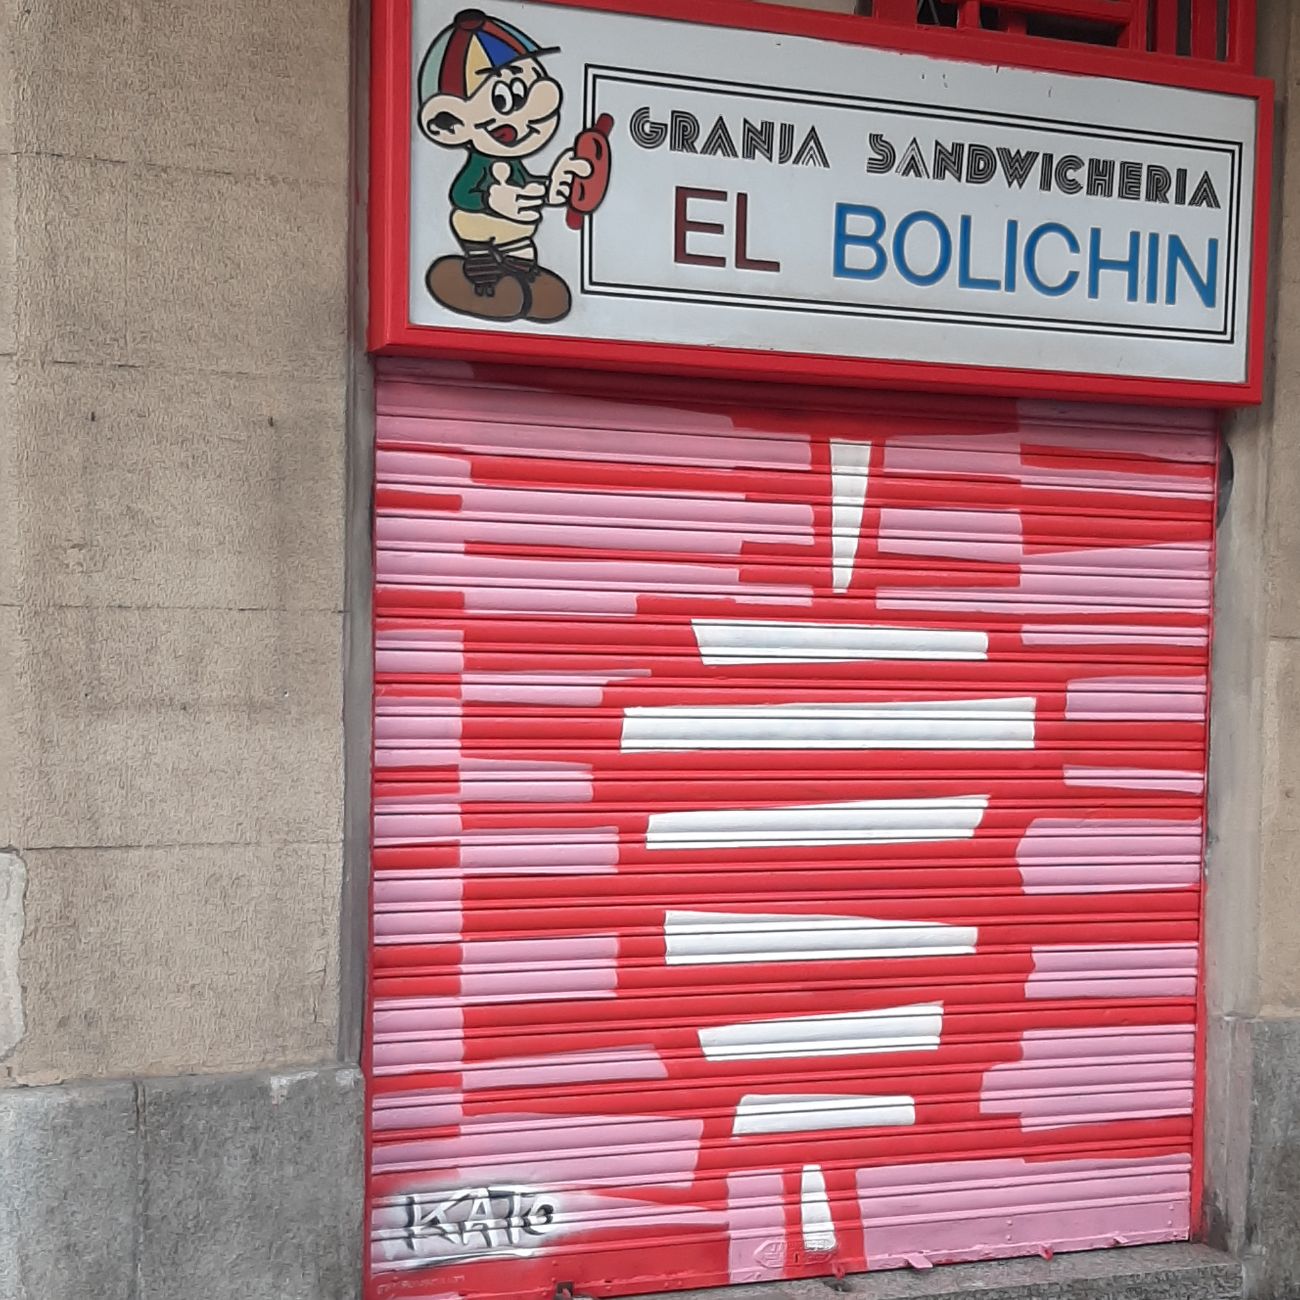 GRANJA SANDWICHERIA
EL BOLICHIN
KATO